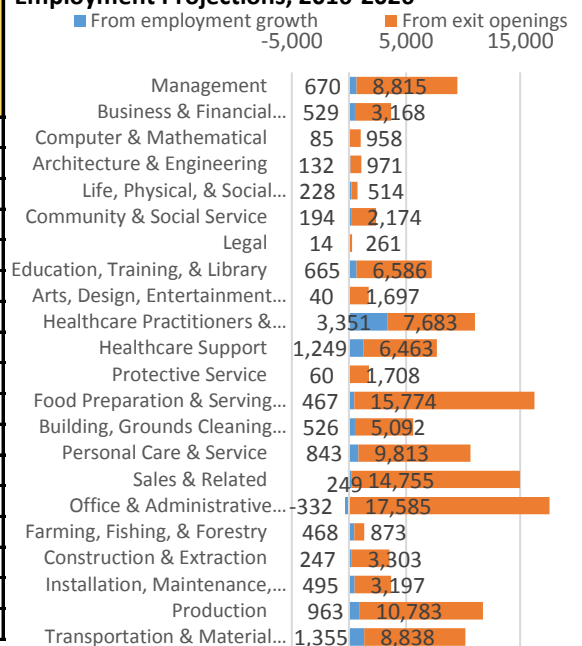 Employment Projections, 2016-2026
From employment growth From exit openings
-5,000 5,000 15,000
Management 670 8,815
Business & Financial... 529 3,168
Computer & Mathematical 85 958
Architecture & Engineering 132 971
Life, Physical, & Social... 228 514
Community & Social Service 194 2,174
Legal 14 261
Education, Training, & Library 665 6,586
Arts, Design, Entertainment... 40 1,697
Healthcare Practitioners &... 3,351 7,683
Healthcare Support 1,249 6,463
Protective Service 60 1,708
Food Preparation & Serving... 467 15,774
Building, Grounds Cleaning... 526 5,092
Personal Care & Service 843 9,813
Sales & Related 249 14,755
Office & Administrative... -332 17,585
Farming, Fishing, & Forestry 468 873
Construction & Extraction 247 3,303
Installation, Maintenance,... 495 3,197
Production 963 10,783
Transportation & Material... 1,355 8,838